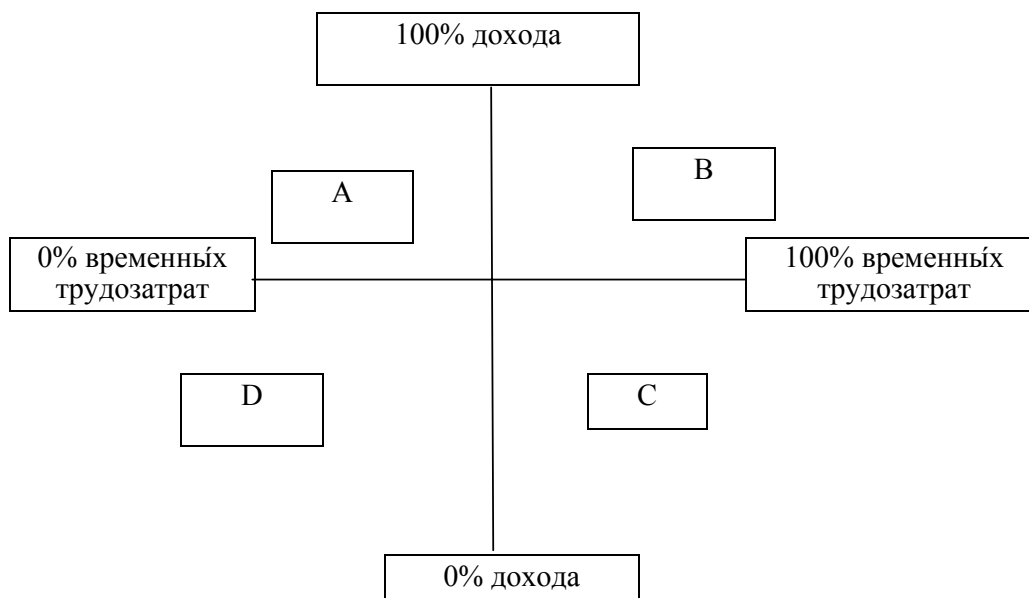 100% дохода
B
A
0% временны́х
трудозатрат
100% временны́х
трудозатрат
D
C
0% дохода